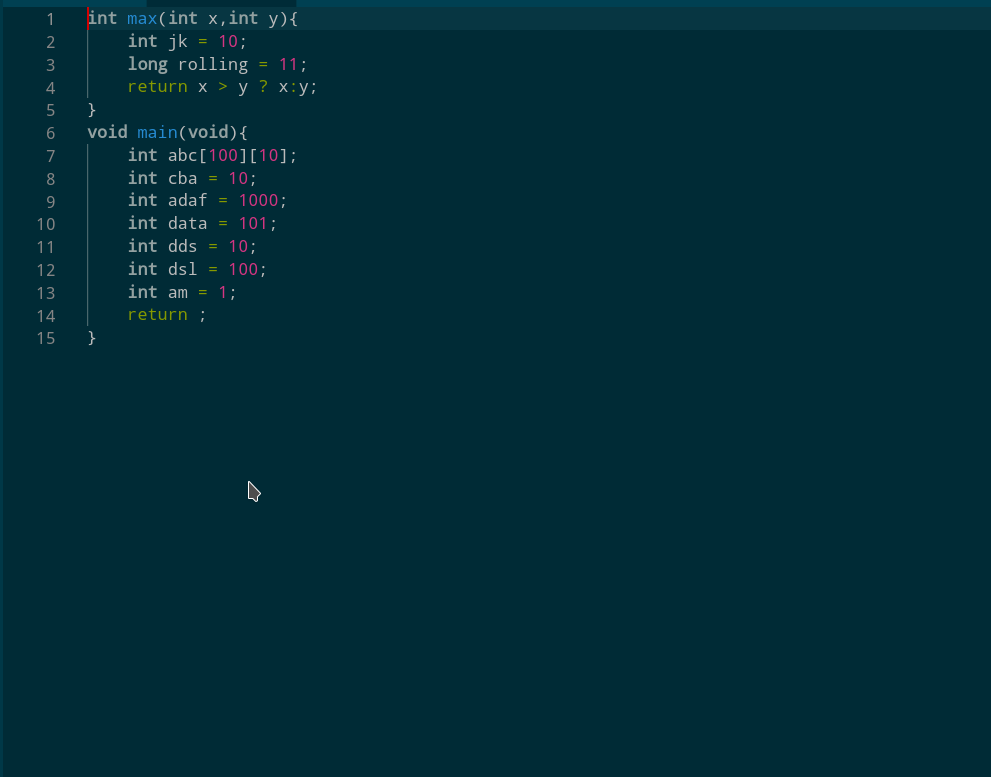 1 int max(int x,int y){
2     int jk = 10;
3     long rolling = 11;
4     return x > y ? x:y;
5 }
6 void main(void){
7     int abc[100][10];
8     int cba = 10;
9     int adaf = 1000;
10     int data = 101;
11     int dds = 10;
12     int dsl = 100;
13     int am = 1;
14     return ;
15 }